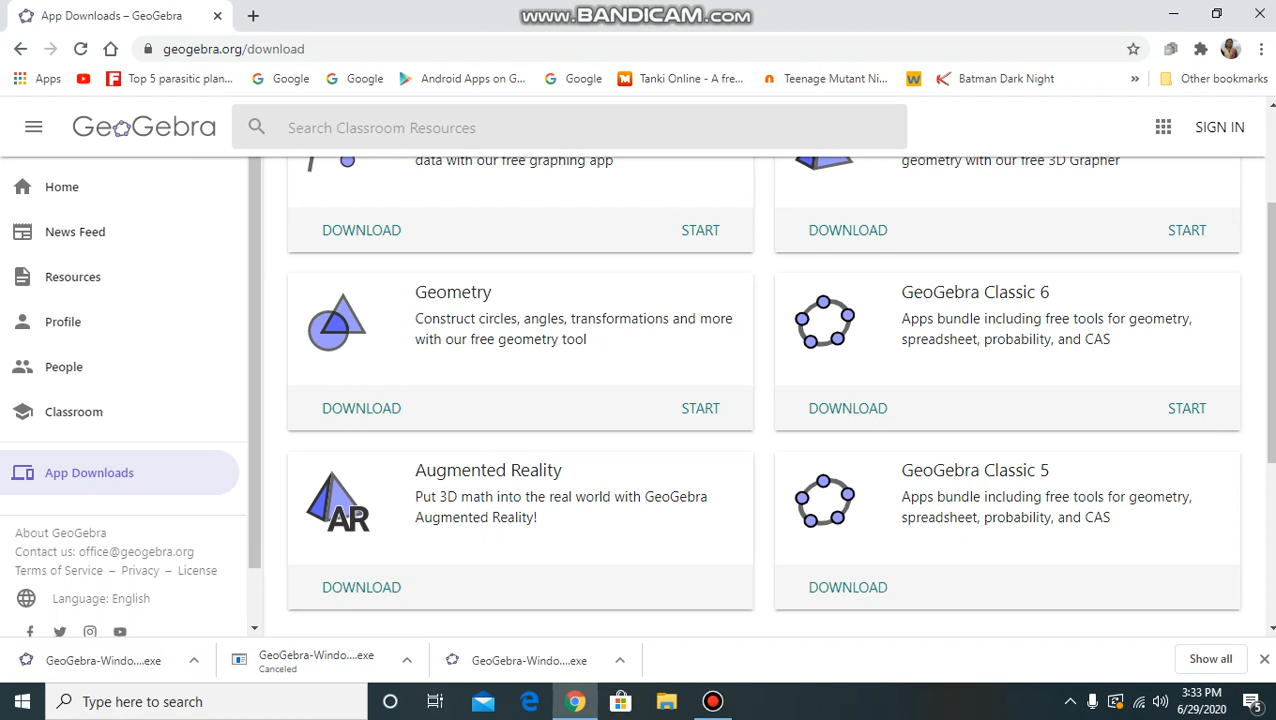 App Downloads – GeoGebra
www.BANDICAM.com
geogebra.org/download
Apps
Top 5 parasitic plan...
Google
Google
Android Apps on G...
Google
Tanki Online - A fre...
Teenage Mutant Ni...
Batman Dark Night
»
Other bookmarks
GeoGebra
Search Classroom Resources
SIGN IN
Home
News Feed
Resources
Profile
People
Classroom
App Downloads
About GeoGebra
Contact us: office@geogebra.org
Terms of Service – Privacy – License
Language: English
data with our free graphing app
DOWNLOAD START
geometry with our free 3D Grapher
DOWNLOAD START
Geometry
Construct circles, angles, transformations and more
with our free geometry tool
DOWNLOAD START
GeoGebra Classic 6
Apps bundle including free tools for geometry,
spreadsheet, probability, and CAS
DOWNLOAD START
AR
Augmented Reality
Put 3D math into the real world with GeoGebra
Augmented Reality!
DOWNLOAD
GeoGebra Classic 5
Apps bundle including free tools for geometry,
spreadsheet, probability, and CAS
DOWNLOAD
GeoGebra-Windo....exe
GeoGebra-Windo....exe
Canceled
GeoGebra-Windo....exe
Show all
Type here to search
3:33 PM
6/29/2020
5